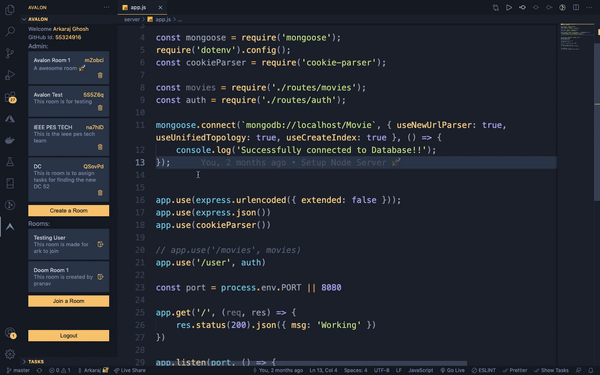 AVALON
AVALON
Welcome Arkaraj Ghosh
GitHub Id: 55324916
Admin:
Avalon Room 1 mZobci
A awesome room 🚀
Avalon Test 5S5Z6q
This room is for testing
IEEE PES TECH na7hID
This is the ieee pes tech team
DC QSovPd
This is room is to assign tasks for finding the new DC 52
Create a Room
Rooms:
Testing User
This room is made for ark to join
Doom Room 1
This room is created by pranav
Join a Room
Logout
TASKS
app.js
server > app.js > ...
4 const mongoose = require('mongoose');
5 require('dotenv').config();
6 const cookieParser = require('cookie-parser');
7
8 const movies = require('./routes/movies');
9 const auth = require('./routes/auth');
10
11 mongoose.connect(`mongodb://localhost/Movie`, { useNewUrlParser: true,
useUnifiedTopology: true, useCreateIndex: true }, () => {
12 console.log('Successfully connected to Database!!');
13 }); You, 2 months ago • Setup Node Server 🚀
14
15
16 app.use(express.urlencoded({ extended: false }));
17 app.use(express.json())
18 app.use(cookieParser())
19
20 // app.use('/movies', movies)
21 app.use('/user', auth)
22
23 const port = process.env.PORT || 8080
24
25 app.get('/', (req, res) => {
26 res.status(200).json({ msg: 'Working' })
27 })
28
29 app.listen(port, () => {
master 0 1 Arkaraj Live Share You, 2 months ago Ln 13, Col 4 Spaces: 4 UTF-8 LF JavaScript Go Live ESLINT Prettier Show Tasks